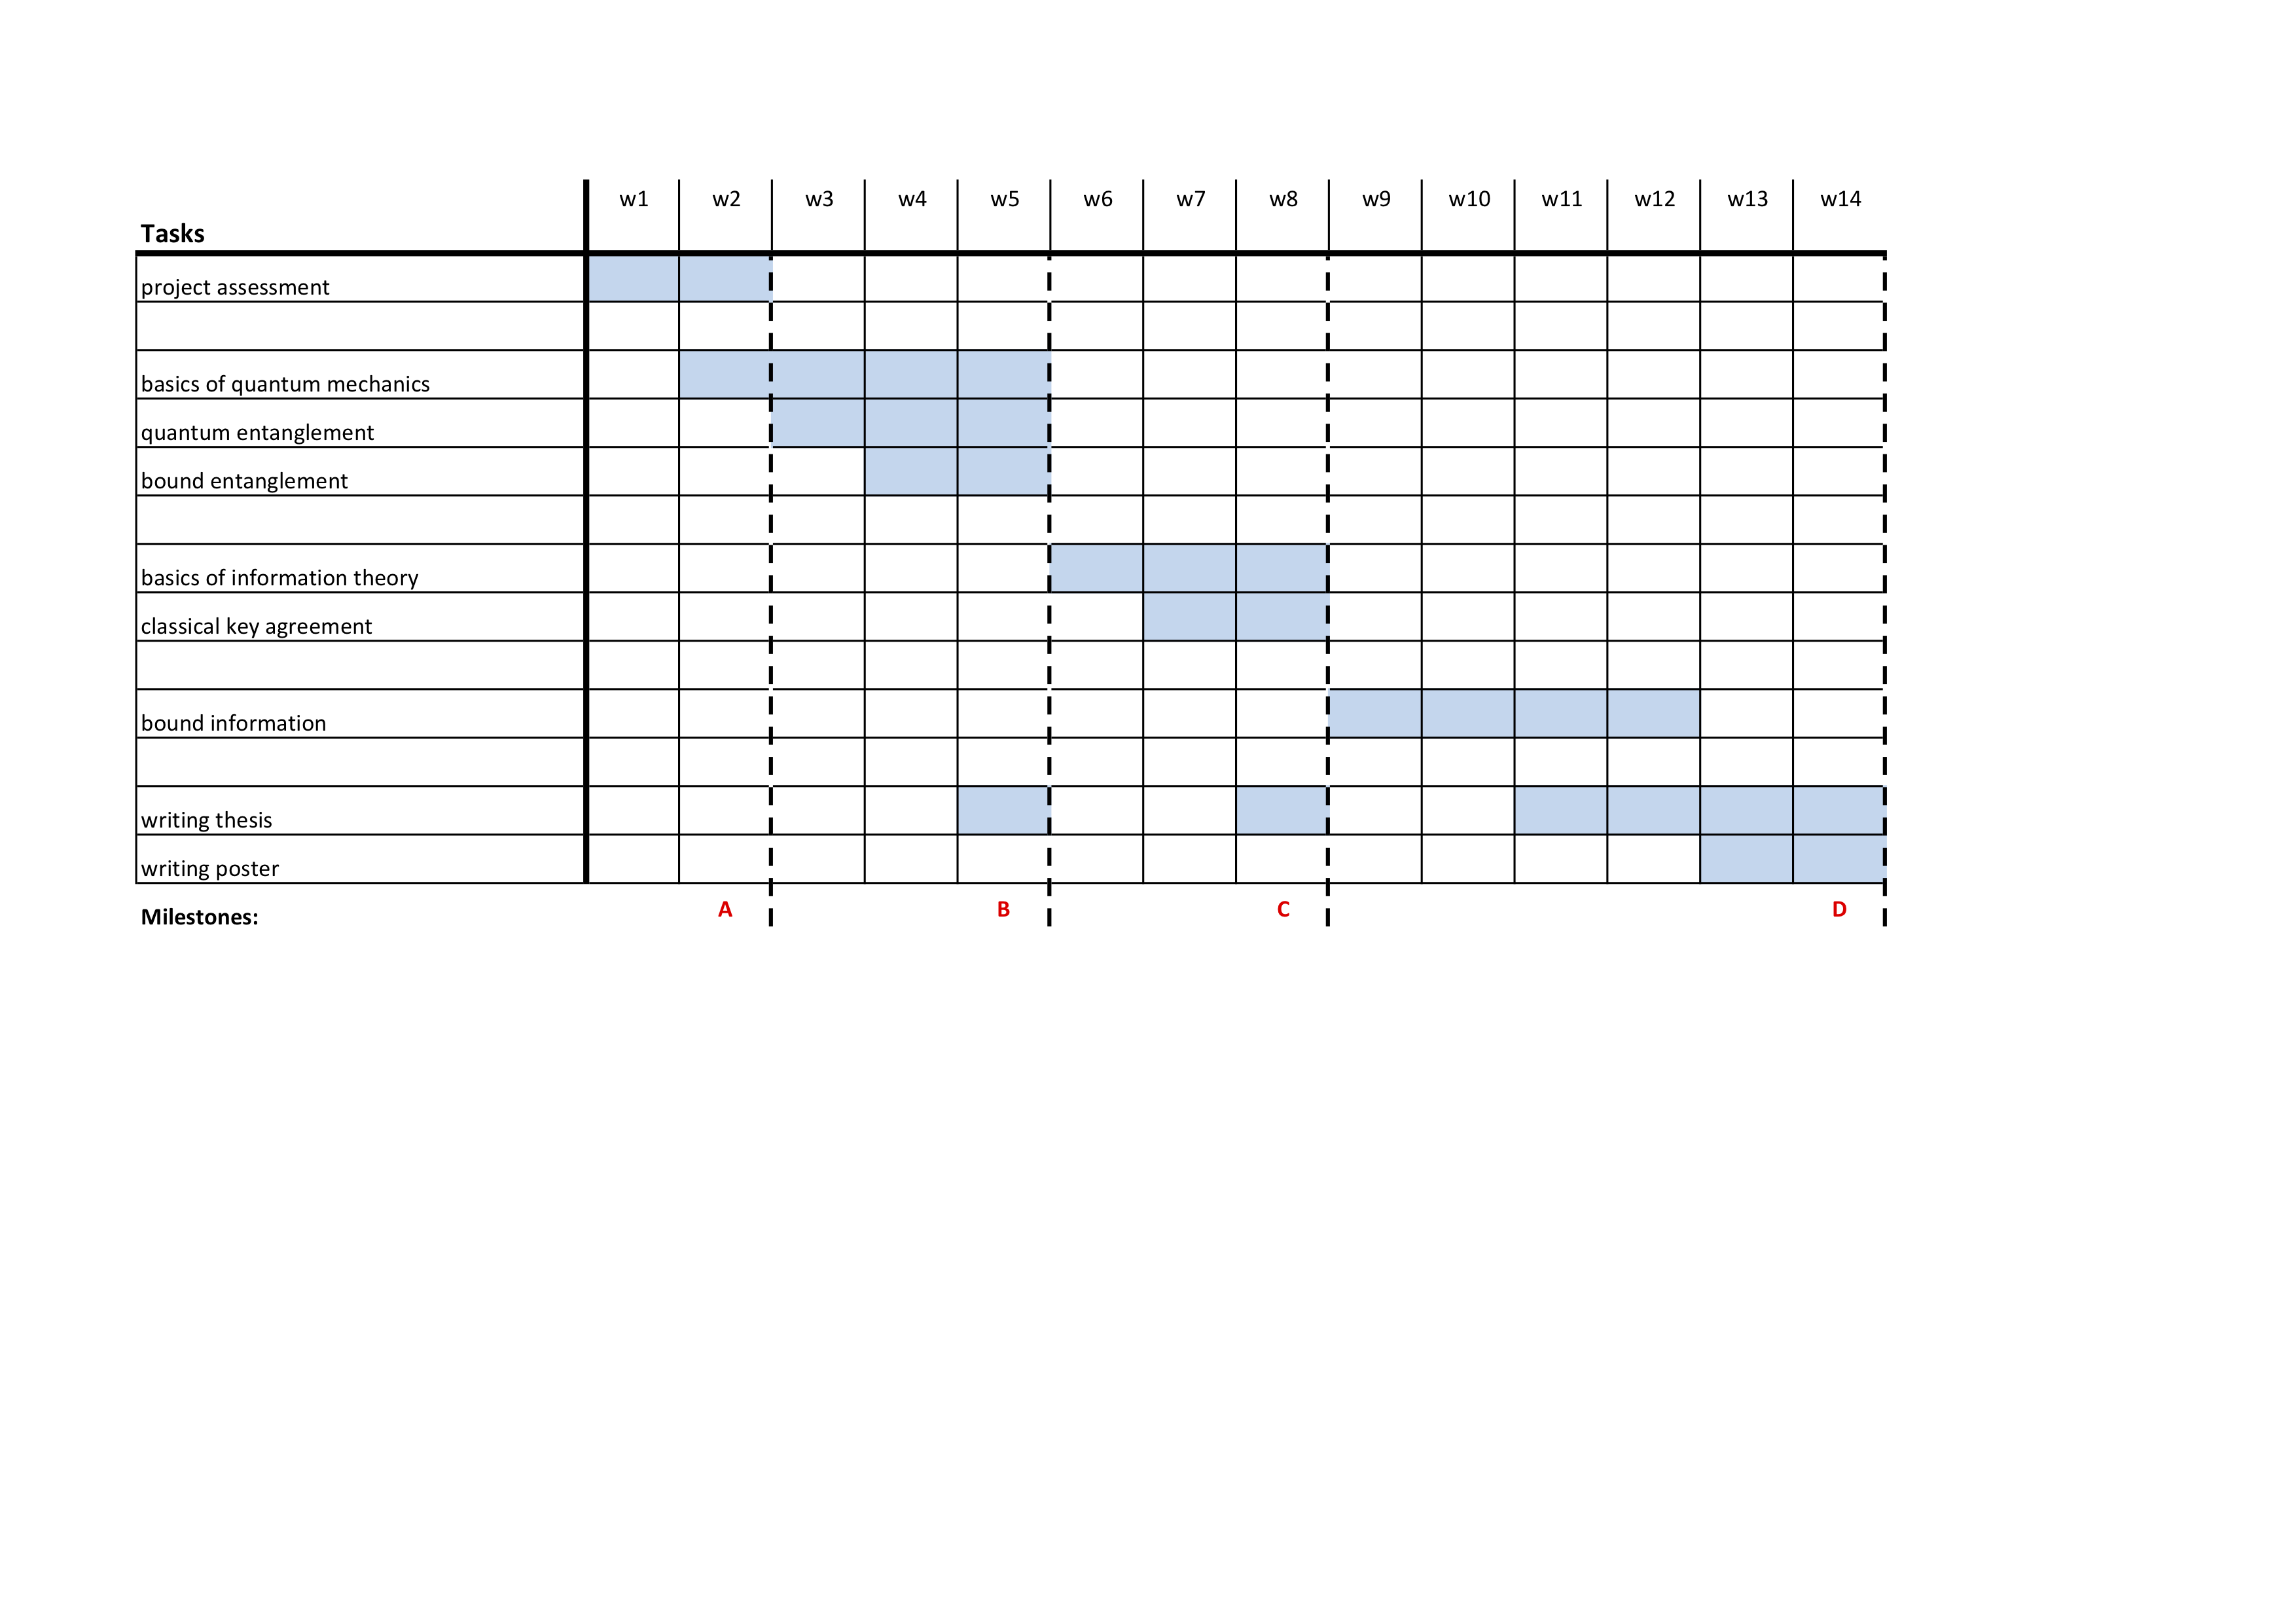 w1 w2 w3 w4 w5 w6 w7 w8 w9 w10 w11 w12 w13 w14
Tasks
project assessment
basics of quantum mechanics
quantum entanglement
bound entanglement
basics of information theory
classical key agreement
bound information
writing thesis
writing poster
Milestones: A B C D